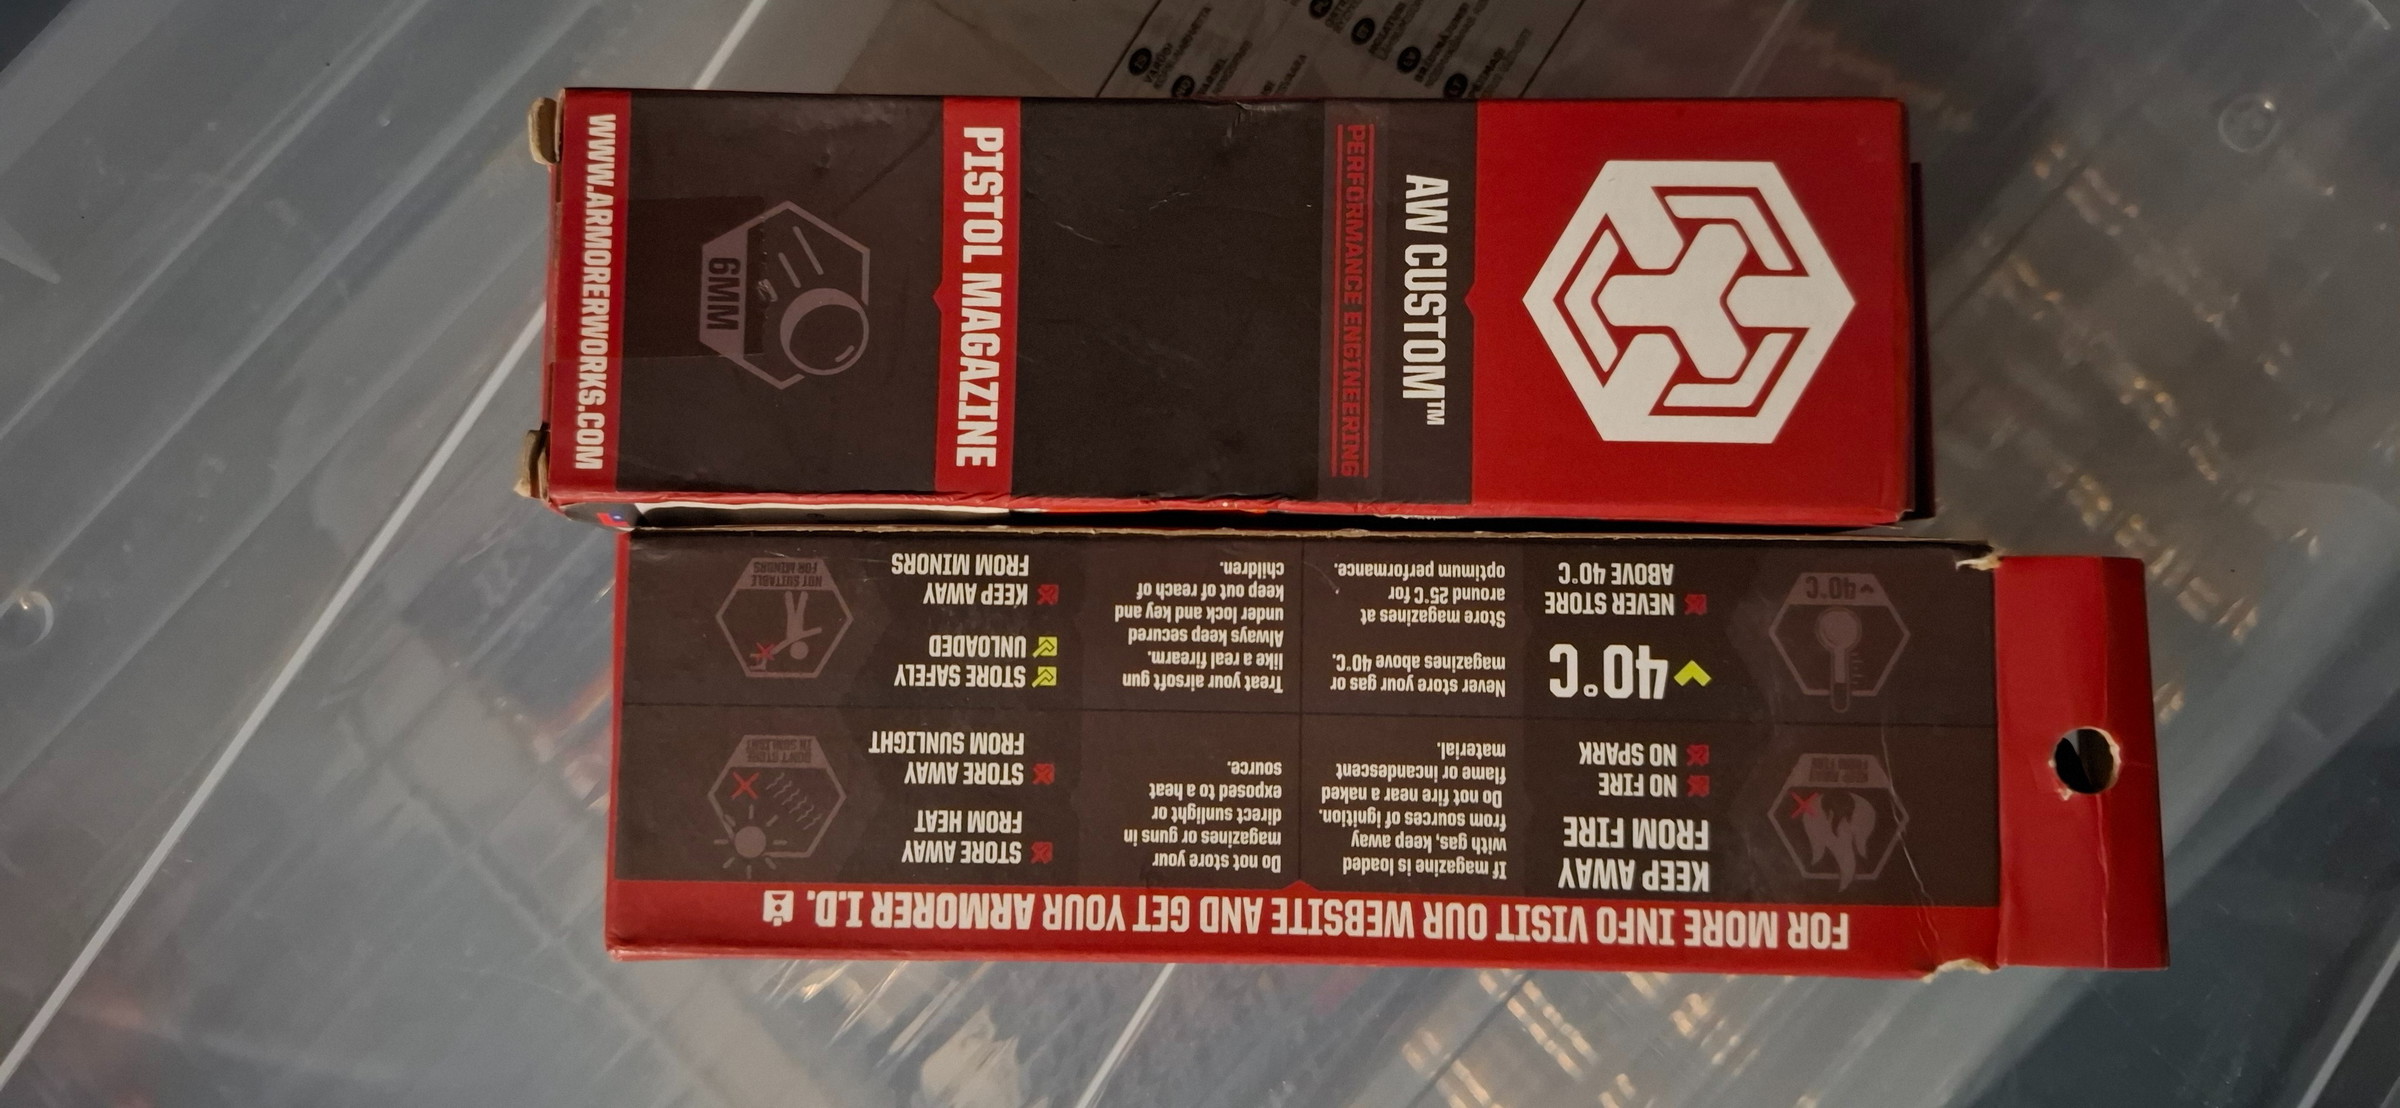 AW CUSTOM™
PERFORMANCE ENGINEERING
PISTOL MAGAZINE
6MM
WWW.ARMORERWORKS.COM
FOR MORE INFO VISIT OUR WEBSITE AND GET YOUR ARMORER I.D.
KEEP AWAY
FROM FIRE
NO FIRE
NO SPARK
If magazine is loaded
with gas, keep away
from sources of ignition.
Do not fire near a naked
flame or incandescent
material.
STORE AWAY
FROM HEAT
STORE AWAY
FROM SUNLIGHT
Do not store your
magazines or guns in
direct sunlight or
exposed to a heat
source.
40°C
40°C
NEVER STORE
ABOVE 40°C
Never store your gas or
magazines above 40°C.
Store magazines at
around 25°C for
optimum performance.
STORE SAFELY
UNLOADED
KEEP AWAY
FROM MINORS
Treat your airsoft gun
like a real firearm.
Always keep secured
under lock and key and
keep out of reach of
children.
NOT SUITABLE
FOR MINORS